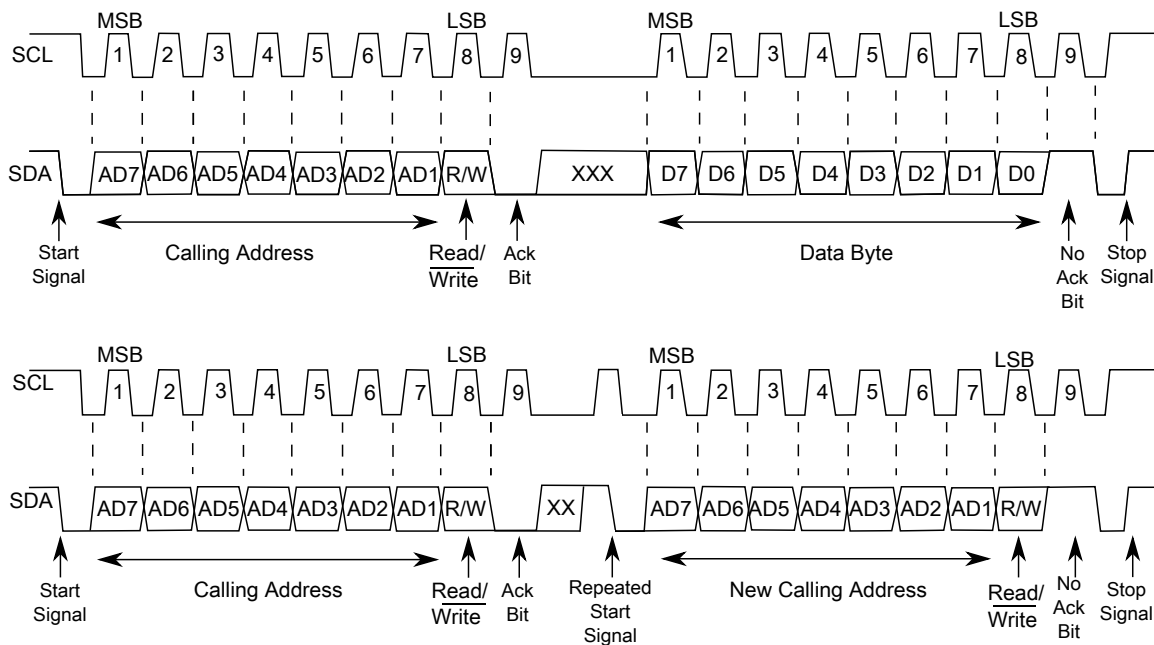 MSB LSB MSB LSB
SCL 1 2 3 4 5 6 7 8 9 1 2 3 4 5 6 7 8 9
SDA AD7 AD6 AD5 AD4 AD3 AD2 AD1 R/W XXX D7 D6 D5 D4 D3 D2 D1 D0
Start Signal
Calling Address
Read/ Write
Ack Bit
Data Byte
No Ack Bit
Stop Signal
MSB LSB MSB LSB
SCL 1 2 3 4 5 6 7 8 9 1 2 3 4 5 6 7 8 9
SDA AD7 AD6 AD5 AD4 AD3 AD2 AD1 R/W XX AD7 AD6 AD5 AD4 AD3 AD2 AD1 R/W
Start Signal
Calling Address
Read/ Write
Ack Bit
Repeated Start Signal
New Calling Address
Read/ Write
No Ack Bit
Stop Signal